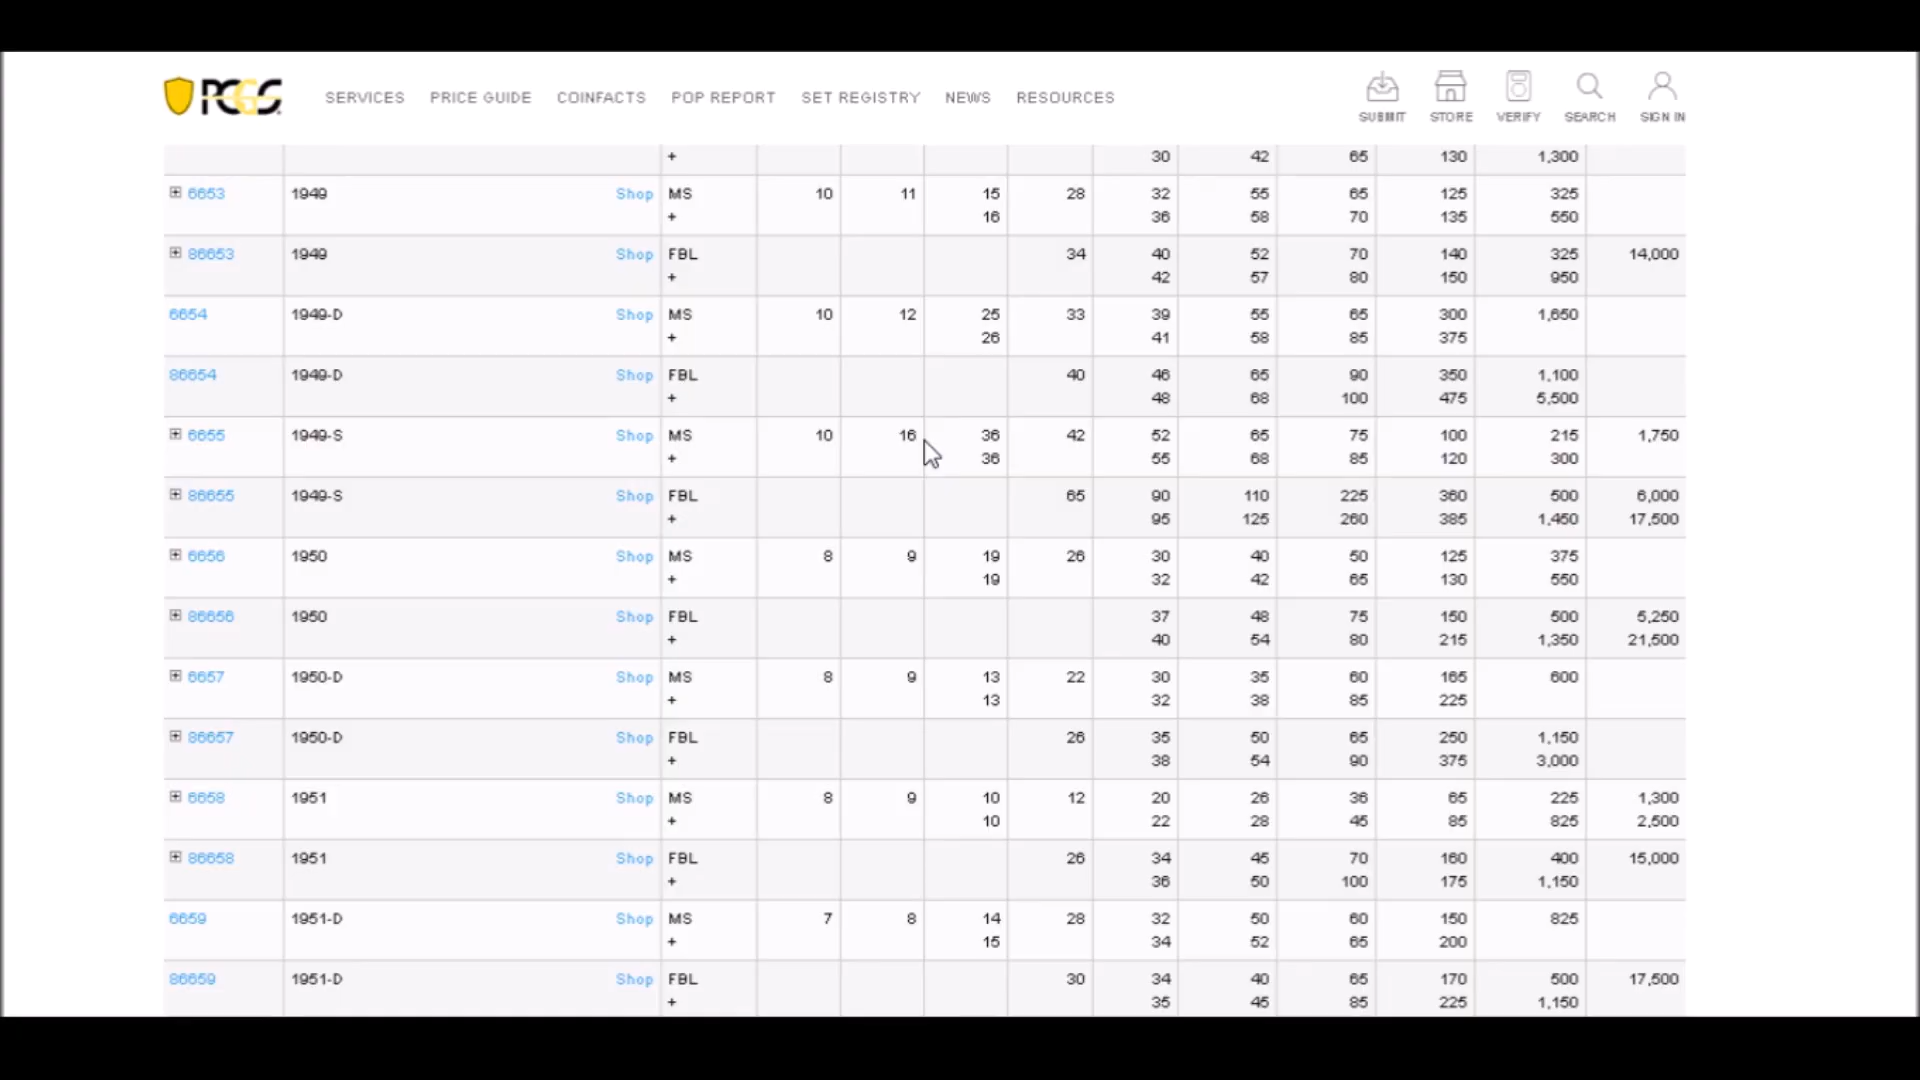 PCGS
SERVICES PRICE GUIDE COINFACTS POP REPORT SET REGISTRY NEWS RESOURCES
SUBMIT STORE VERIFY SEARCH SIGN IN
+ 30 42 65 130 1,300
6653 1949 Shop MS 10 11 15 28 32 55 65 125 325
+ 16 36 58 70 135 550
86653 1949 Shop FBL 34 40 52 70 140 325 14,000
+ 42 57 80 150 950
6654 1949-D Shop MS 10 12 25 33 39 55 65 300 1,650
+ 26 41 58 85 375
86654 1949-D Shop FBL 40 46 65 90 350 1,100
+ 48 68 100 475 5,500
6655 1949-S Shop MS 10 16 36 42 52 65 75 100 215 1,750
+ 36 55 68 85 120 300
86655 1949-S Shop FBL 65 90 110 225 360 500 6,000
+ 95 125 260 385 1,450 17,500
6656 1950 Shop MS 8 9 19 26 30 40 50 125 375
+ 19 32 42 65 130 550
86656 1950 Shop FBL 37 48 75 150 500 5,250
+ 40 54 80 215 1,350 21,500
6657 1950-D Shop MS 8 9 13 22 30 35 60 165 600
+ 13 32 38 85 225
86657 1950-D Shop FBL 26 35 50 65 250 1,150
+ 38 54 90 375 3,000
6658 1951 Shop MS 8 9 10 12 20 26 36 65 225 1,300
+ 10 22 28 45 85 825 2,500
86658 1951 Shop FBL 26 34 45 70 160 400 15,000
+ 36 50 100 175 1,150
6659 1951-D Shop MS 7 8 14 28 32 50 60 150 825
+ 15 34 52 65 200
86659 1951-D Shop FBL 30 34 40 65 170 500 17,500
+ 35 45 85 225 1,150